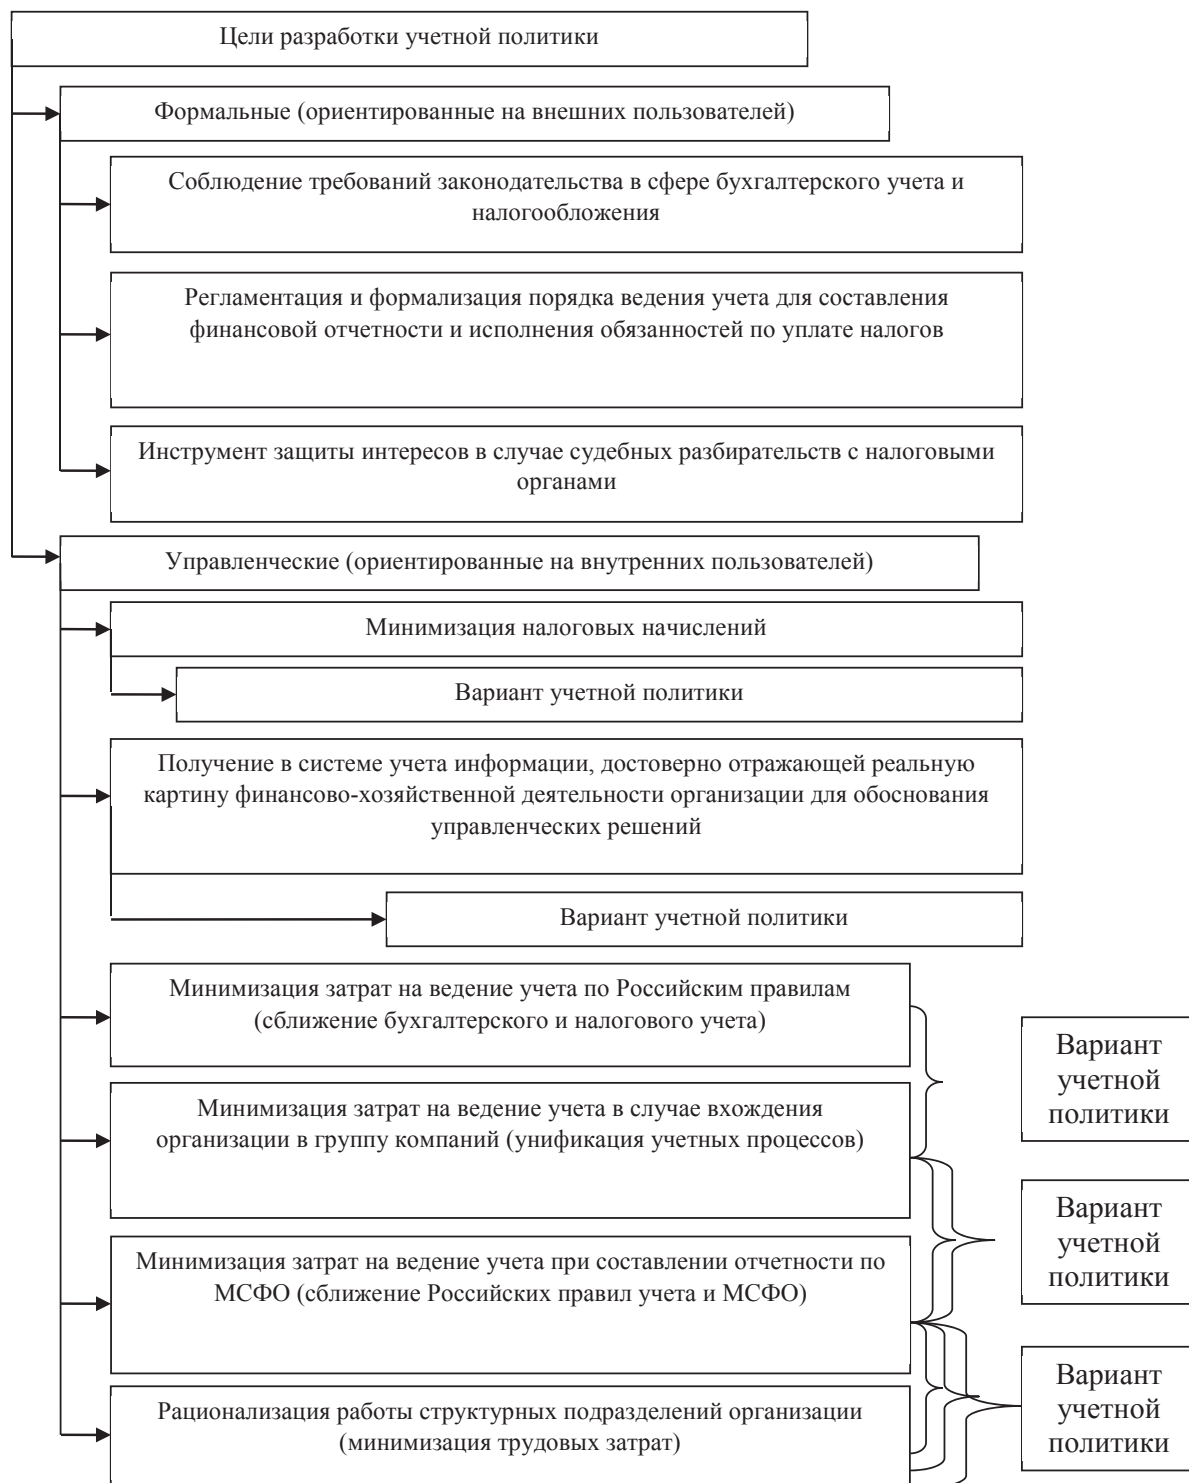 Цели разработки учетной политики
Формальные (ориентированные на внешних пользователей)
Соблюдение требований законодательства в сфере бухгалтерского учета и
налогообложения
Регламентация и формализация порядка ведения учета для составления
финансовой отчетности и исполнения обязанностей по уплате налогов
Инструмент защиты интересов в случае судебных разбирательств с налоговыми
органами
Управленческие (ориентированные на внутренних пользователей)
Минимизация налоговых начислений
Вариант учетной политики
Получение в системе учета информации, достоверно отражающей реальную
картину финансово-хозяйственной деятельности организации для обоснования
управленческих решений
Вариант учетной политики
Минимизация затрат на ведение учета по Российским правилам
(сближение бухгалтерского и налогового учета)
Вариант
учетной
политики
Минимизация затрат на ведение учета в случае вхождения
организации в группу компаний (унификация учетных процессов)
Вариант
учетной
политики
Минимизация затрат на ведение учета при составлении отчетности по
МСФО (сближение Российских правил учета и МСФО)
Вариант
учетной
политики
Рационализация работы структурных подразделений организации
(минимизация трудовых затрат)